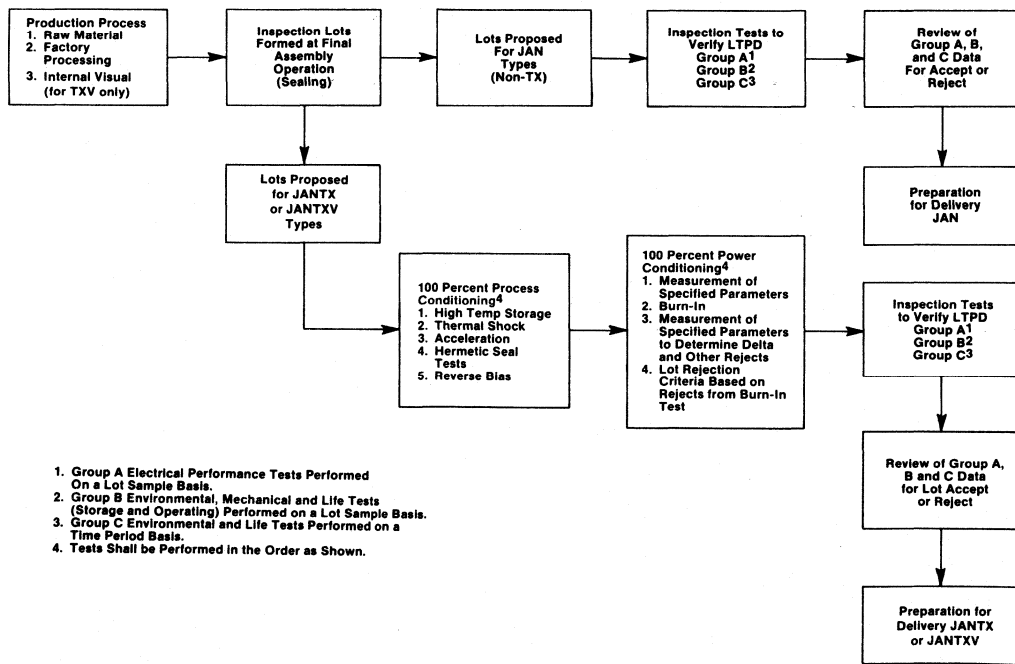 Production Process
1. Raw Material
2. Factory
Processing
3. Internal Visual
(for TXV only)
Inspection Lots
Formed at Final
Assembly
Operation
(Sealing)
Lots Proposed
For JAN
Types
(Non-TX)
Inspection Tests to
Verify LTPD
Group A1
Group B2
Group C3
Review of
Group A, B,
and C Data
For Accept or
Reject
Preparation
for Delivery
JAN
Lots Proposed
for JANTX
or JANTXV
Types
100 Percent Process
Conditioning4
1. High Temp Storage
2. Thermal Shock
3. Acceleration
4. Hermetic Seal
Tests
5. Reverse Bias
100 Percent Power
Conditioning4
1. Measurement of
Specified Parameters
2. Burn-In
3. Measurement of
Specified Parameters
to Determine Delta
and Other Rejects
4. Lot Rejection
Criteria Based on
Rejects from Burn-In
Test
Inspection Tests
to Verify LTPD
Group A1
Group B2
Group C3
Review of Group A,
B and C Data
for Lot Accept
or Reject
Preparation for
Delivery JANTX
or JANTXV
1. Group A Electrical Performance Tests Performed
On a Lot Sample Basis.
2. Group B Environmental, Mechanical and Life Tests
(Storage and Operating) Performed on a Lot Sample Basis.
3. Group C Environmental and Life Tests Performed on a
Time Period Basis.
4. Tests Shall be Performed in the Order as Shown.